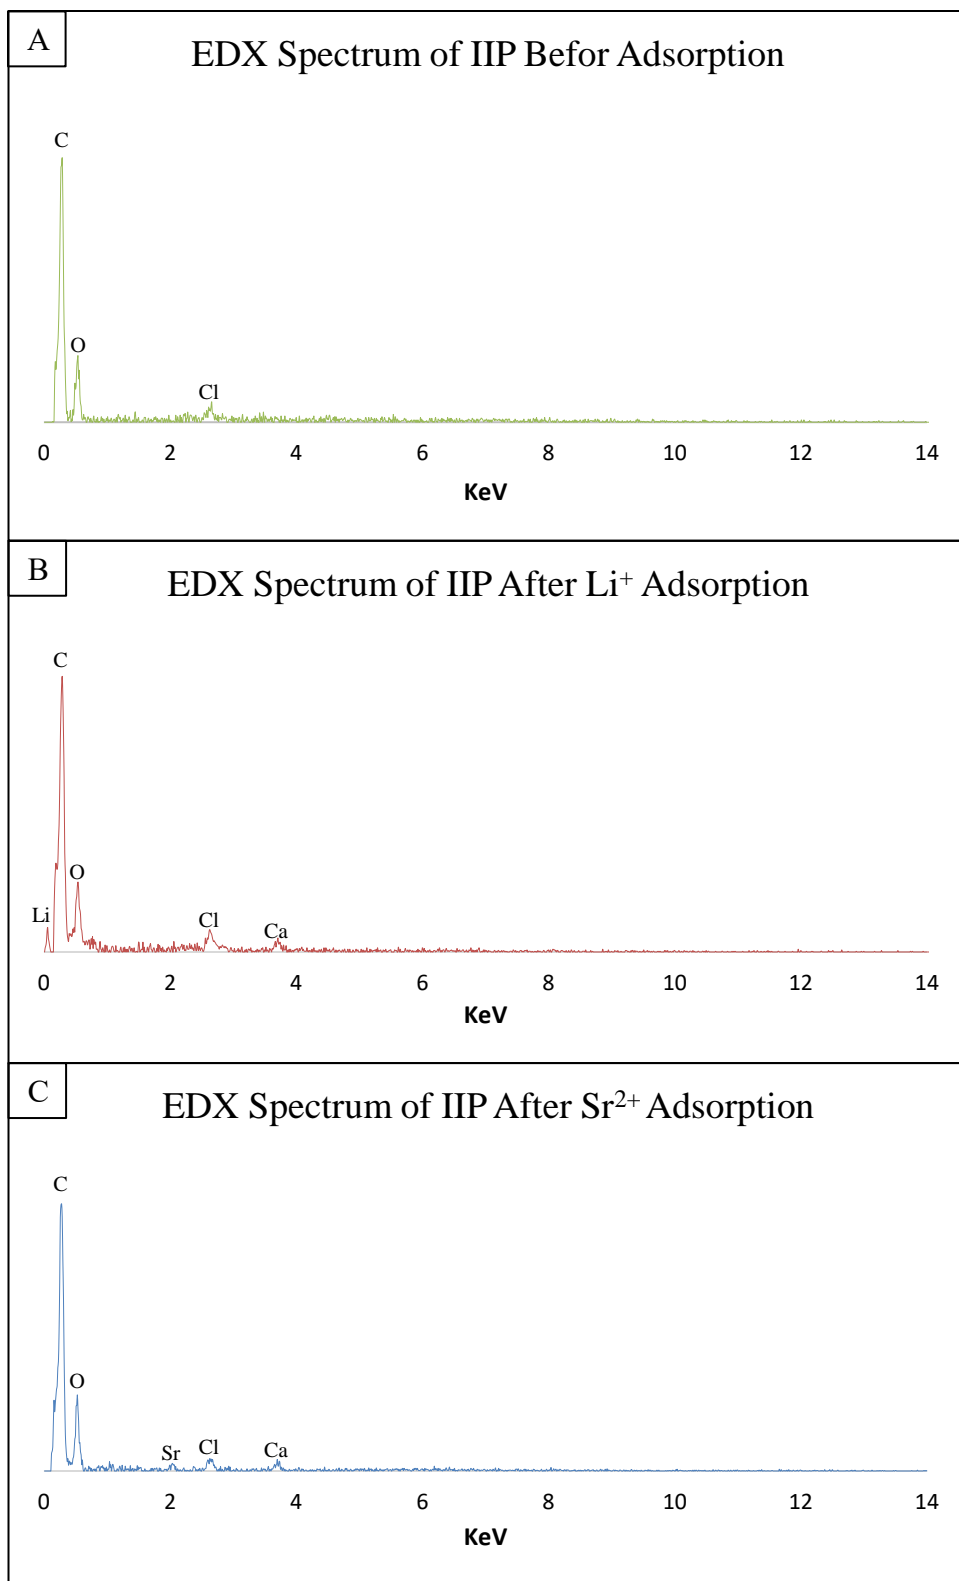 A
EDX Spectrum of IIP Befor Adsorption
C
O
Cl
0 2 4 6 8 10 12 14
KeV
B
EDX Spectrum of IIP After Li⁺ Adsorption
C
O
Li
Cl
Ca
0 2 4 6 8 10 12 14
KeV
C
EDX Spectrum of IIP After Sr²⁺ Adsorption
C
O
Sr
Cl
Ca
0 2 4 6 8 10 12 14
KeV